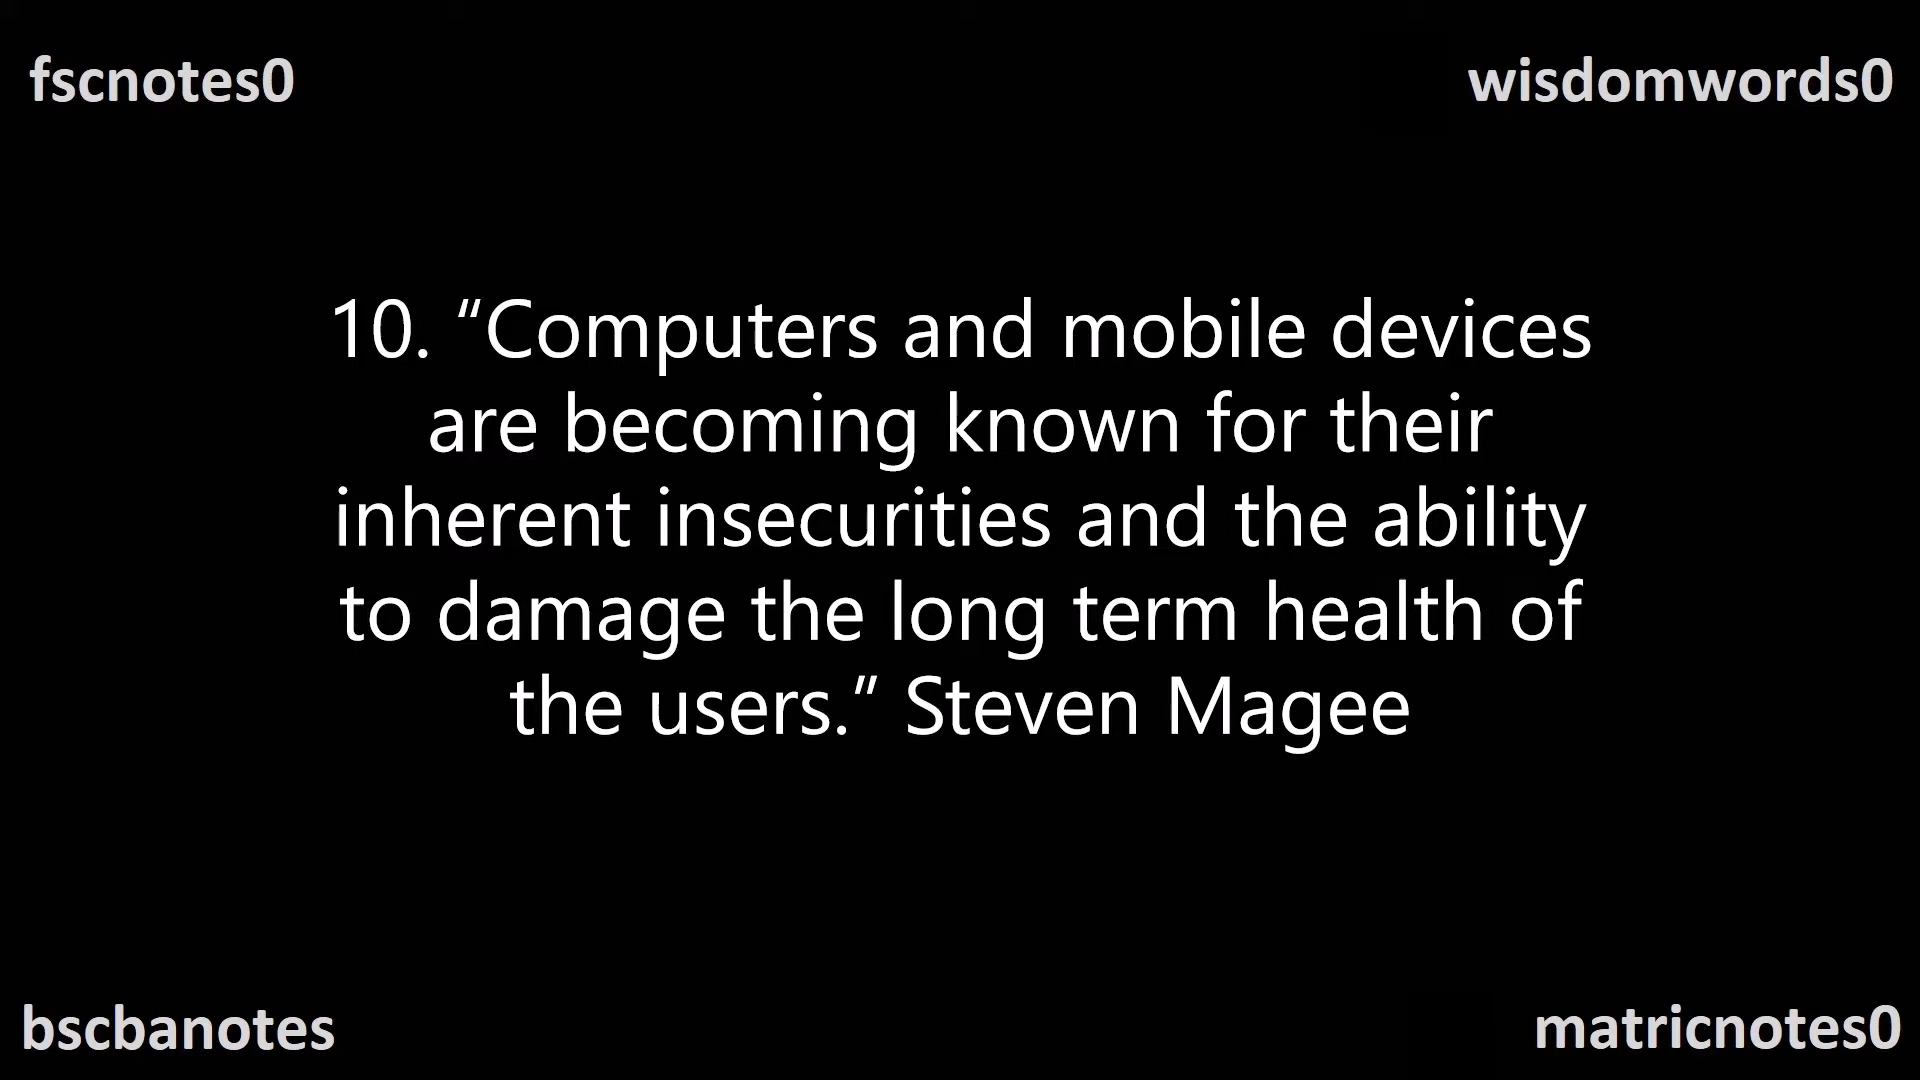 fscnotes0
wisdomwords0
10. “Computers and mobile devices
are becoming known for their
inherent insecurities and the ability
to damage the long term health of
the users.” Steven Magee
bscbanotes
matricnotes0